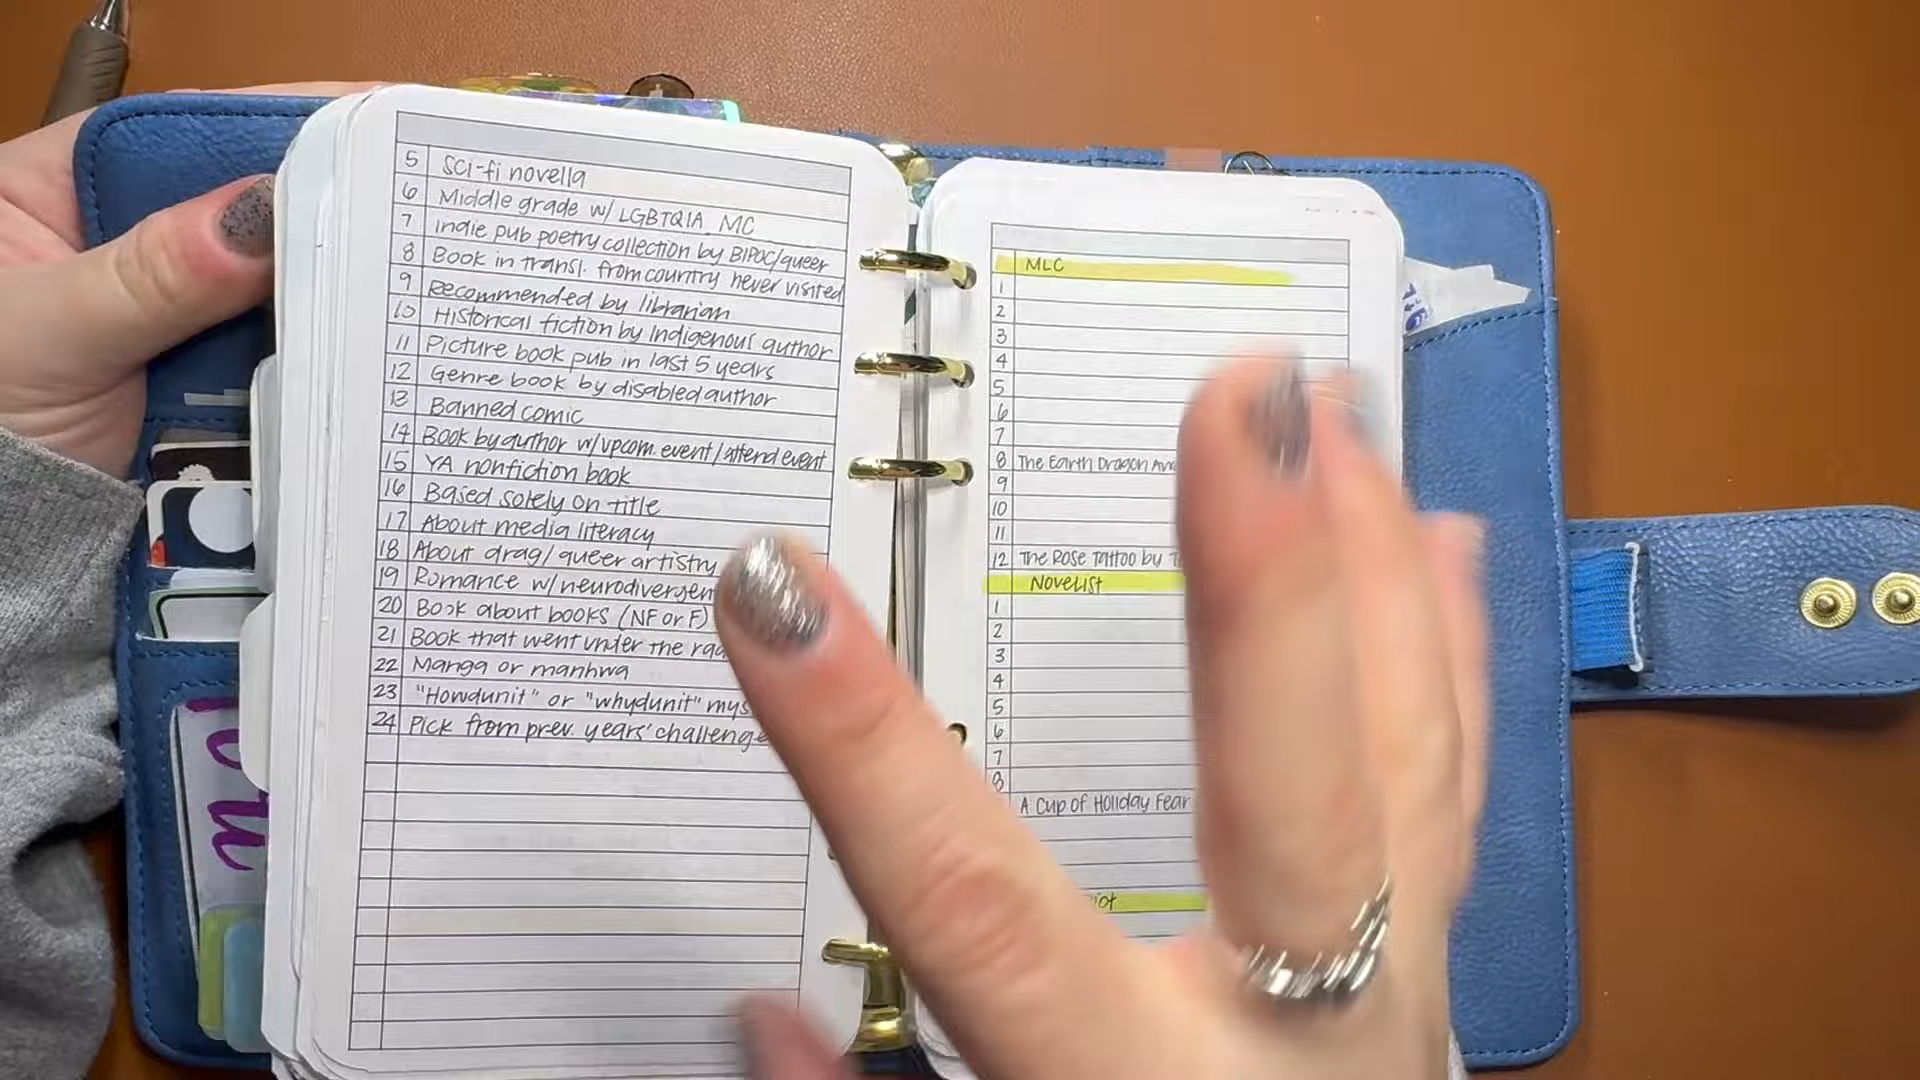 5 Sci-fi novella
6 Middle grade w/ LGBTQIA MC
7 Indie pub poetry collection by BIPOC/queer
8 Book in transl. from country never visited
9 Recommended by librarian
10 Historical fiction by Indigenous author
11 Picture book pub in last 5 years
12 Genre book by disabled author
13 Banned comic
14 Book by author w/upcom. event/attend event
15 YA nonfiction book
16 Based solely on title
17 About media literacy
18 About drag/queer artistry
19 Romance w/neurodivergen
20 Book about books (NF or F)
21 Book that went under the
22 Manga or manhwa
23 "Howdunit" or "whydunit" mys
24 Pick from prev. years' challenge
MLC
1
2
3
4
5
6
7
8 The Earth Dragon
9
10
11
12 The Rose Tattoo by
NoveList
1
2
3
4
5
6
7
8
A Cup of Holiday Fear